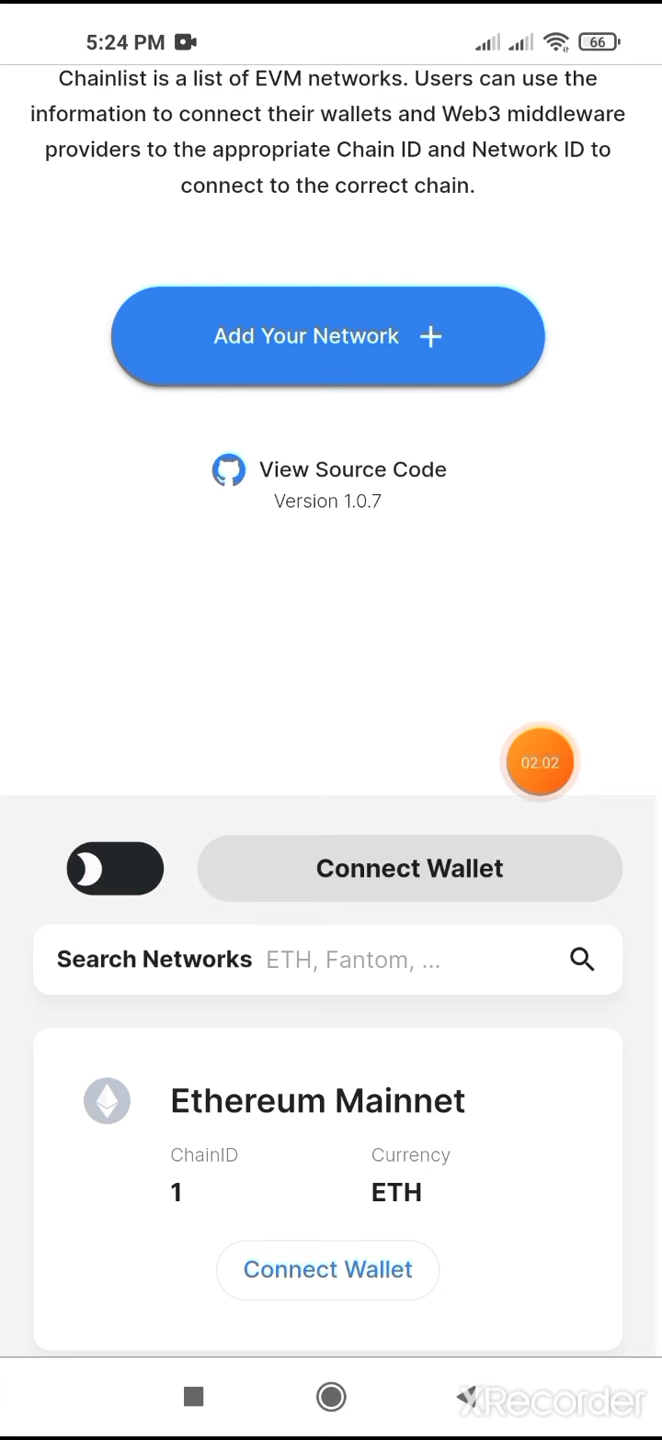 5:24 PM
66
Chainlist is a list of EVM networks. Users can use the
information to connect their wallets and Web3 middleware
providers to the appropriate Chain ID and Network ID to
connect to the correct chain.
Add Your Network +
View Source Code
Version 1.0.7
02:02
Connect Wallet
Search Networks ETH, Fantom, ...
Ethereum Mainnet
ChainID Currency
1 ETH
Connect Wallet
XRecorder